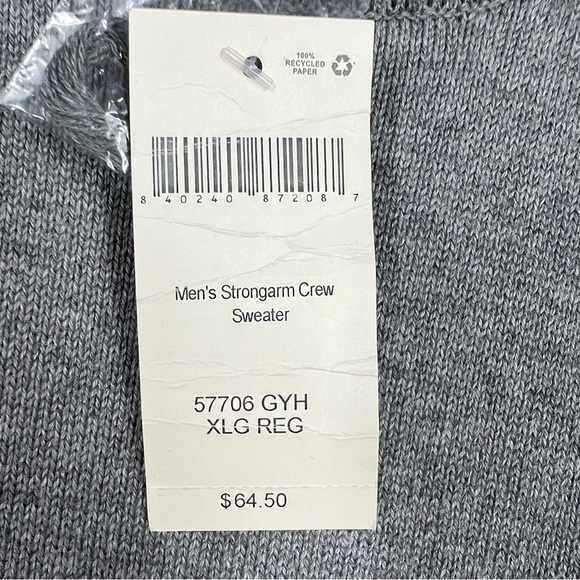 100%
RECYCLED
PAPER
8 40240 87208 7
Men's Strongarm Crew
Sweater
57706 GYH
XLG REG
$64.50